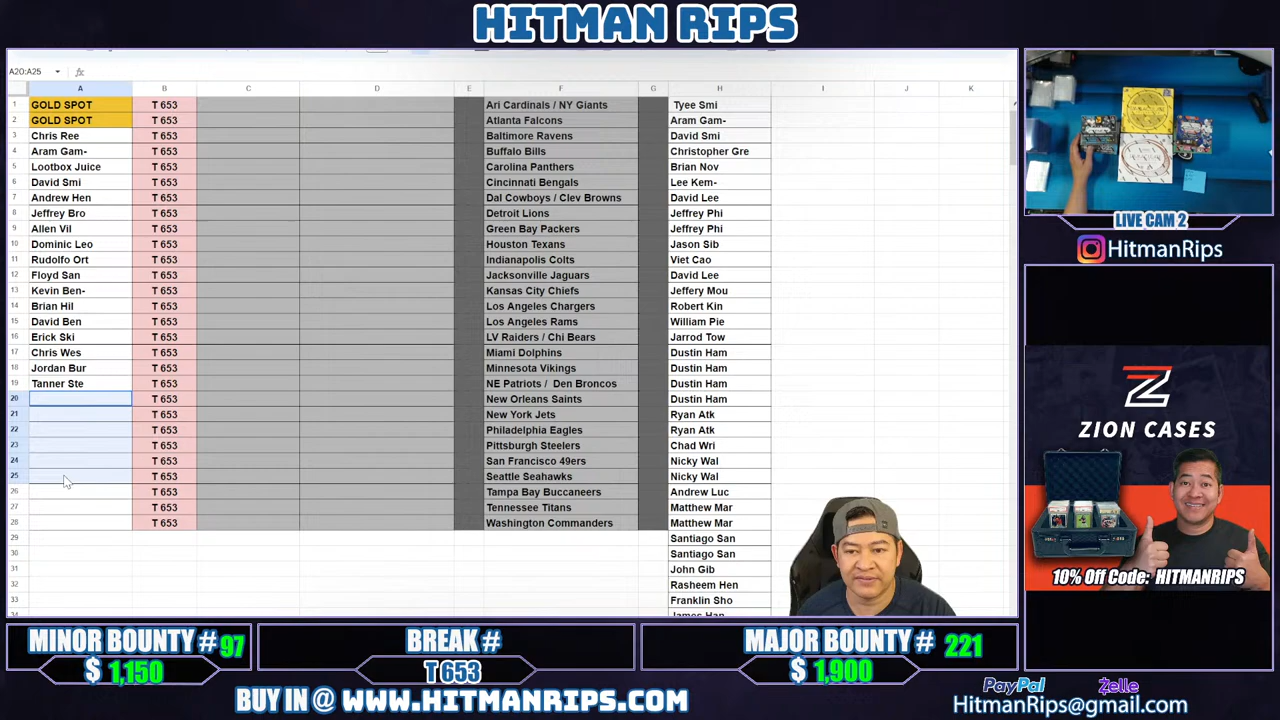 HITMAN RIPS
A20:A25 fx
A B C D E F G H I J K
1 GOLD SPOT T 653 Ari Cardinals / NY Giants Tyee Smi
2 GOLD SPOT T 653 Atlanta Falcons Aram Gam-
3 Chris Ree T 653 Baltimore Ravens David Smi
4 Aram Gam- T 653 Buffalo Bills Christopher Gre
5 Lootbox Juice T 653 Carolina Panthers Brian Nov
6 David Smi T 653 Cincinnati Bengals Lee Kem-
7 Andrew Hen T 653 Dal Cowboys / Clev Browns David Lee
8 Jeffrey Bro T 653 Detroit Lions Jeffrey Phi
9 Allen Vil T 653 Green Bay Packers Jeffrey Phi
10 Dominic Leo T 653 Houston Texans Jason Sib
11 Rudolfo Ort T 653 Indianapolis Colts Viet Cao
12 Floyd San T 653 Jacksonville Jaguars David Lee
13 Kevin Ben- T 653 Kansas City Chiefs Jeffery Mou
14 Brian Hil T 653 Los Angeles Chargers Robert Kin
15 David Ben T 653 Los Angeles Rams William Pie
16 Erick Ski T 653 LV Raiders / Chi Bears Jarrod Tow
17 Chris Wes T 653 Miami Dolphins Dustin Ham
18 Jordan Bur T 653 Minnesota Vikings Dustin Ham
19 Tanner Ste T 653 NE Patriots / Den Broncos Dustin Ham
20 T 653 New Orleans Saints Dustin Ham
21 T 653 New York Jets Ryan Atk
22 T 653 Philadelphia Eagles Ryan Atk
23 T 653 Pittsburgh Steelers Chad Wri
24 T 653 San Francisco 49ers Nicky Wal
25 T 653 Seattle Seahawks Nicky Wal
26 T 653 Tampa Bay Buccaneers Andrew Luc
27 T 653 Tennessee Titans Matthew Mar
28 T 653 Washington Commanders Matthew Mar
29 Santiago San
30 Santiago San
31 John Gib
32 Rasheem Hen
33 Franklin Sho
34 James Han
LIVE CAM 2
HitmanRips
ZION CASES
10% Off Code: HITMANRIPS
MINOR BOUNTY # 97
$ 1,150
BREAK #
T 653
MAJOR BOUNTY # 221
$ 1,900
BUY IN @ WWW.HITMANRIPS.COM
PayPal Zelle
HitmanRips@gmail.com